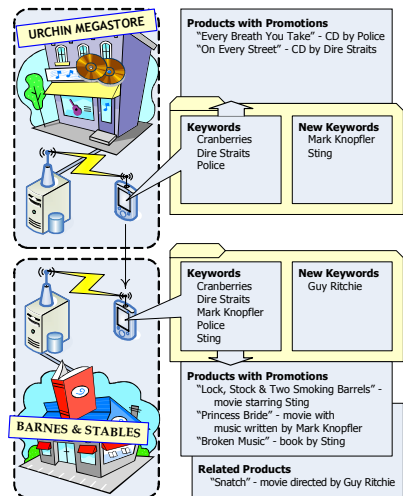 URCHIN MEGASTORE
Products with Promotions
"Every Breath You Take" - CD by Police
"On Every Street" - CD by Dire Straits
Keywords
Cranberries
Dire Straits
Police
New Keywords
Mark Knopfler
Sting
Keywords
Cranberries
Dire Straits
Mark Knopfler
Police
Sting
New Keywords
Guy Ritchie
Products with Promotions
"Lock, Stock & Two Smoking Barrels" -
movie starring Sting
"Princess Bride" - movie with
music written by Mark Knopfler
"Broken Music" - book by Sting
BARNES & STABLES
Related Products
"Snatch" - movie directed by Guy Ritchie